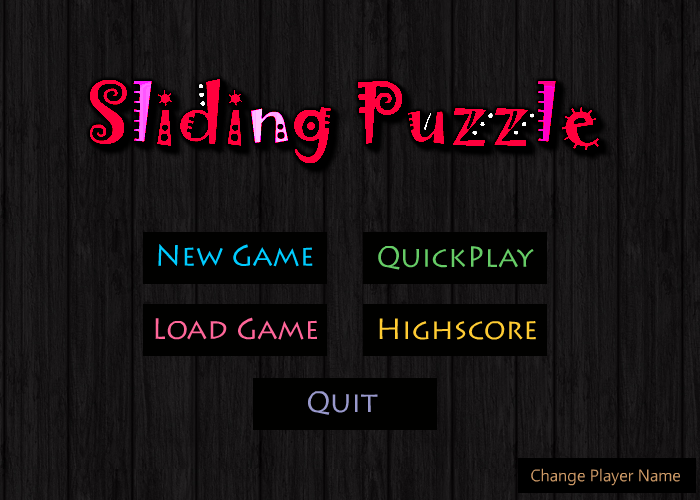 Sliding Puzzle
New Game
QuickPlay
Load Game
Highscore
Quit
Change Player Name